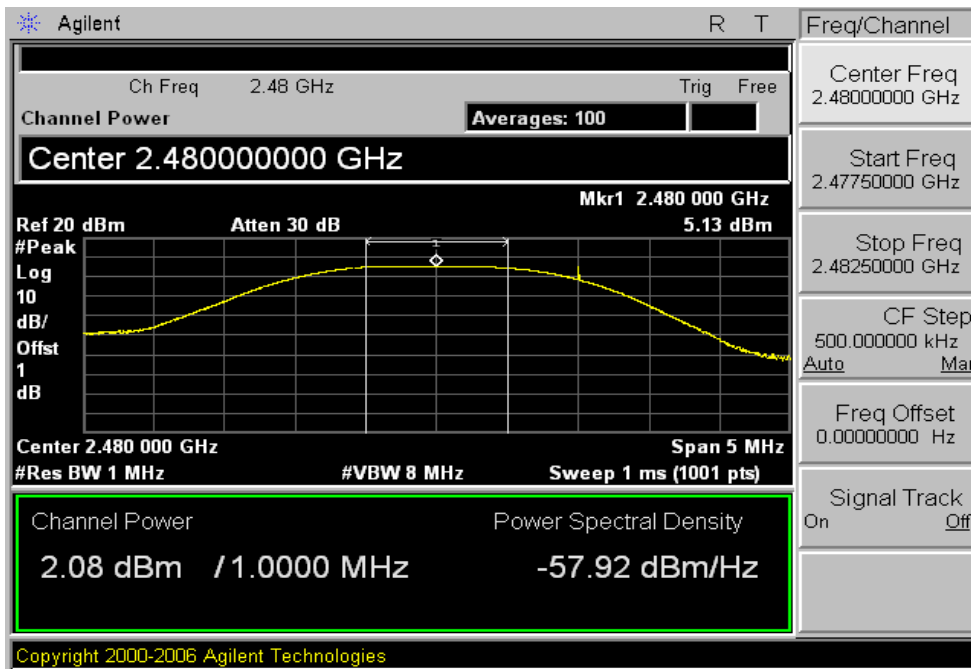 Agilent R T Freq/Channel
Ch Freq 2.48 GHz Trig Free
Channel Power Averages: 100
Center 2.480000000 GHz
Mkr1 2.480 000 GHz
Ref 20 dBm Atten 30 dB 5.13 dBm
#Peak
Log
10
dB/
Offst
1
dB
1
Center 2.480 000 GHz Span 5 MHz
#Res BW 1 MHz #VBW 8 MHz Sweep 1 ms (1001 pts)
Channel Power Power Spectral Density
2.08 dBm / 1.0000 MHz -57.92 dBm/Hz
Copyright 2000-2006 Agilent Technologies
Center Freq
2.48000000 GHz
Start Freq
2.47750000 GHz
Stop Freq
2.48250000 GHz
CF Step
500.000000 kHz
Auto Man
Freq Offset
0.00000000 Hz
Signal Track
On Off